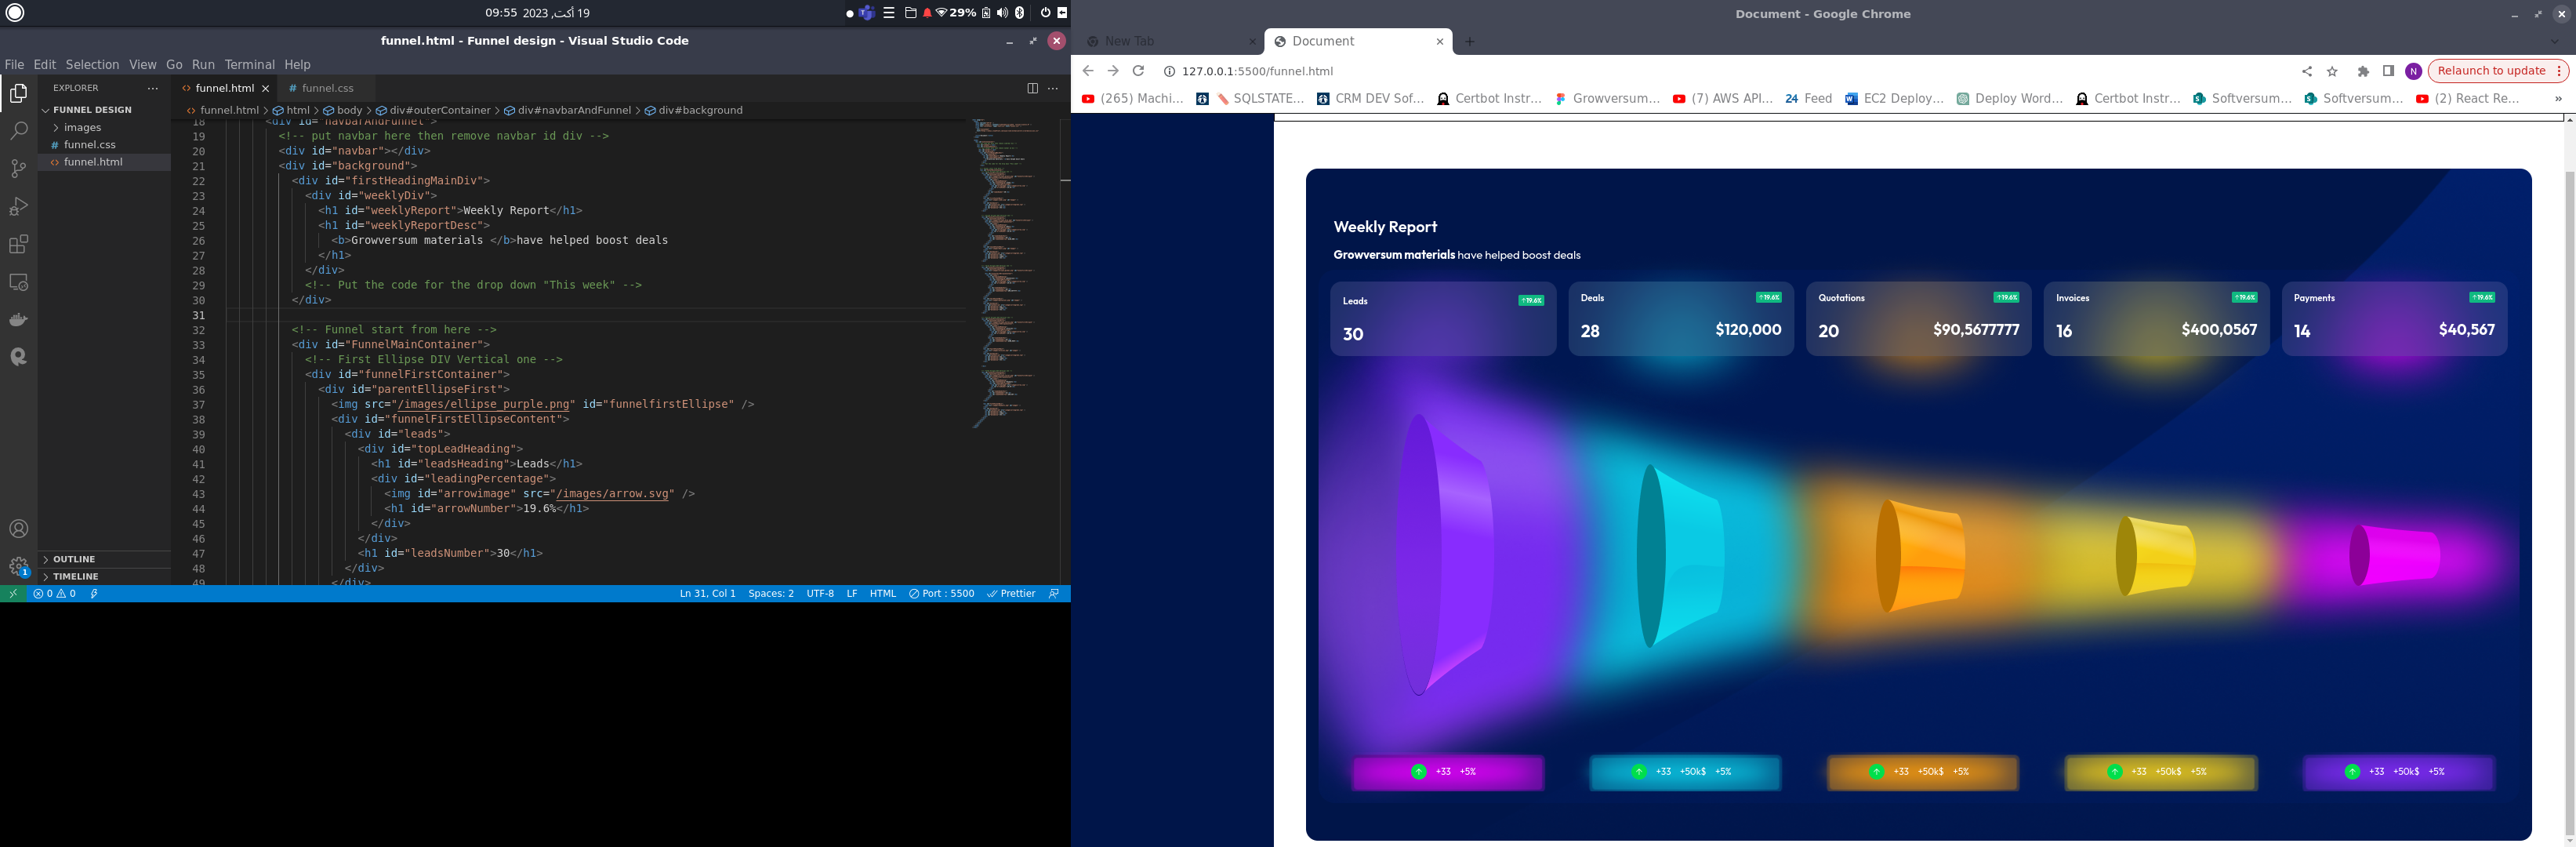 09:55 2023 ,أكت 19
29%
funnel.html - Funnel design - Visual Studio Code
File Edit Selection View Go Run Terminal Help
EXPLORER ···
FUNNEL DESIGN
images
# funnel.css
<> funnel.html
OUTLINE
TIMELINE
1
<> funnel.html
# funnel.css
<> funnel.html > html > body > div#outerContainer > div#navbarAndFunnel > div#background
18 <div id="navbarAndFunnel">
19 <!-- put navbar here then remove navbar id div -->
20 <div id="navbar"></div>
21 <div id="background">
22 <div id="firstHeadingMainDiv">
23 <div id="weeklyDiv">
24 <h1 id="weeklyReport">Weekly Report</h1>
25 <h1 id="weeklyReportDesc">
26 <b>Growversum materials </b>have helped boost deals
27 </h1>
28 </div>
29 <!-- Put the code for the drop down "This week" -->
30 </div>
31
32 <!-- Funnel start from here -->
33 <div id="FunnelMainContainer">
34 <!-- First Ellipse DIV Vertical one -->
35 <div id="funnelFirstContainer">
36 <div id="parentEllipseFirst">
37 <img src="/images/ellipse_purple.png" id="funnelfirstEllipse" />
38 <div id="funnelFirstEllipseContent">
39 <div id="leads">
40 <div id="topLeadHeading">
41 <h1 id="leadsHeading">Leads</h1>
42 <div id="leadingPercentage">
43 <img id="arrowimage" src="/images/arrow.svg" />
44 <h1 id="arrowNumber">19.6%</h1>
45 </div>
46 </div>
47 <h1 id="leadsNumber">30</h1>
48 </div>
49 </div>
0 0
Ln 31, Col 1 Spaces: 2 UTF-8 LF HTML Port : 5500 Prettier
Document - Google Chrome
New Tab
Document
127.0.0.1:5500/funnel.html
N
Relaunch to update
(265) Machi...
SQLSTATE...
CRM DEV Sof...
Certbot Instr...
Growversum...
(7) AWS API...
24 Feed
EC2 Deploy...
Deploy Word...
Certbot Instr...
Softversum...
Softversum...
(2) React Re...
»
Weekly Report
Growversum materials have helped boost deals
Leads ↑19.6%
30
Deals ↑19.6%
28 $120,000
Quotations ↑19.6%
20 $90,5677777
Invoices ↑19.6%
16 $400,0567
Payments ↑19.6%
14 $40,567
+33 +5%
+33 +50k$ +5%
+33 +50k$ +5%
+33 +50k$ +5%
+33 +50k$ +5%